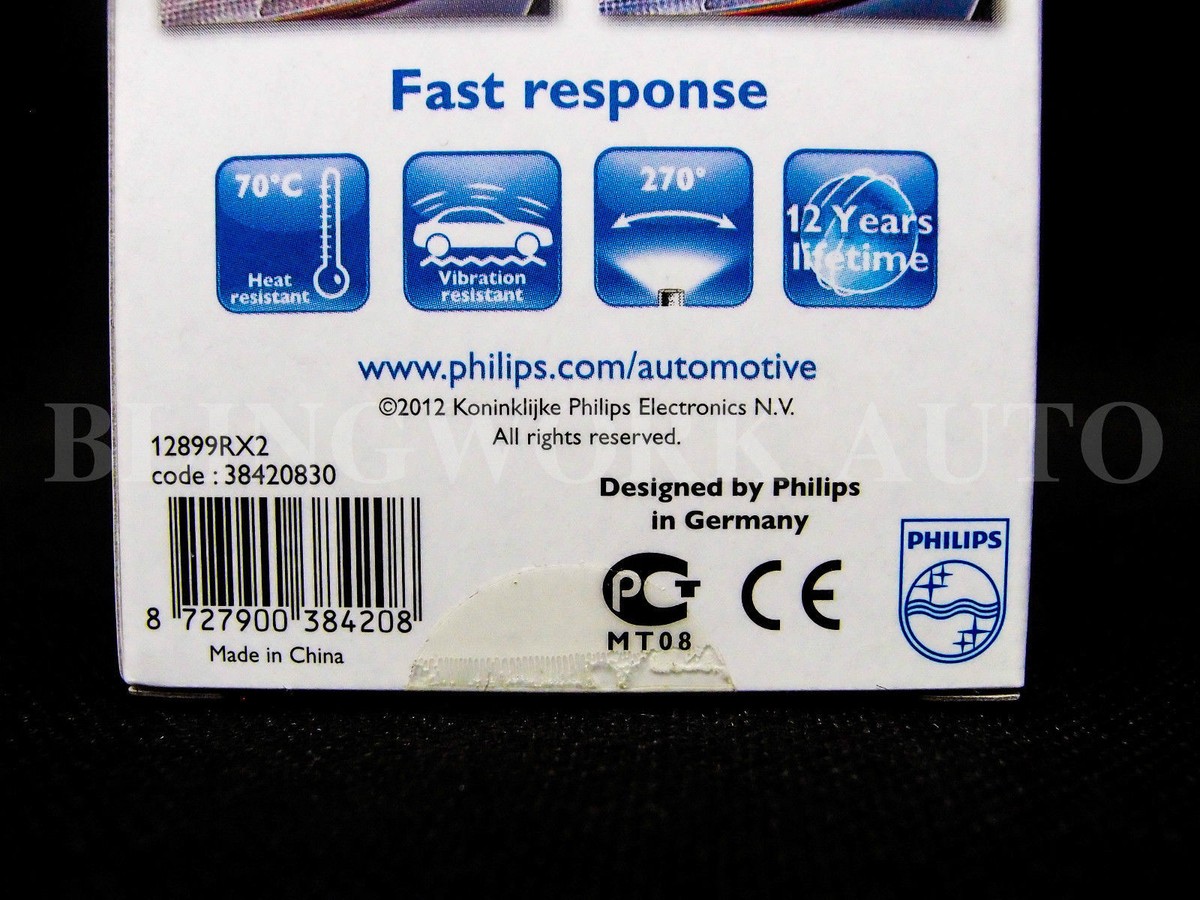 Fast response
70°C
Heat
resistant
Vibration
resistant
270°
12 Years
lifetime
www.philips.com/automotive
©2012 Koninklijke Philips Electronics N.V.
All rights reserved.
BLINGWORK AUTO
12899RX2
code : 38420830
8 727900 384208
Made in China
Designed by Philips
in Germany
РСТ
MT08
CE
PHILIPS